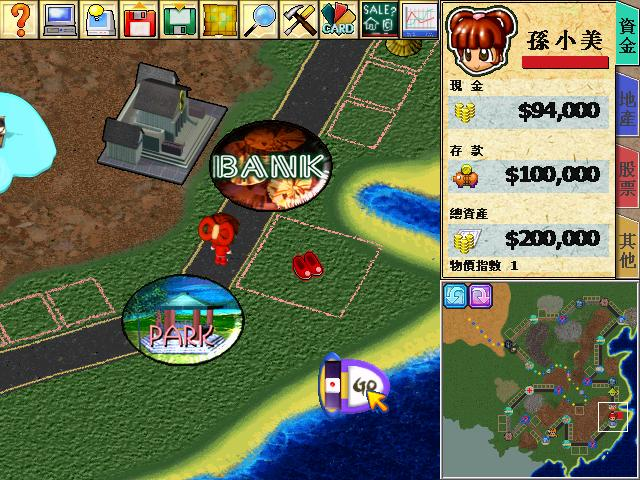 ?
CARD
SALE?
孫小美
資金
地產
股票
其他
現金
$94,000
存款
$100,000
總資產
$200,000
物價指數 1
BANK
PARK
GO